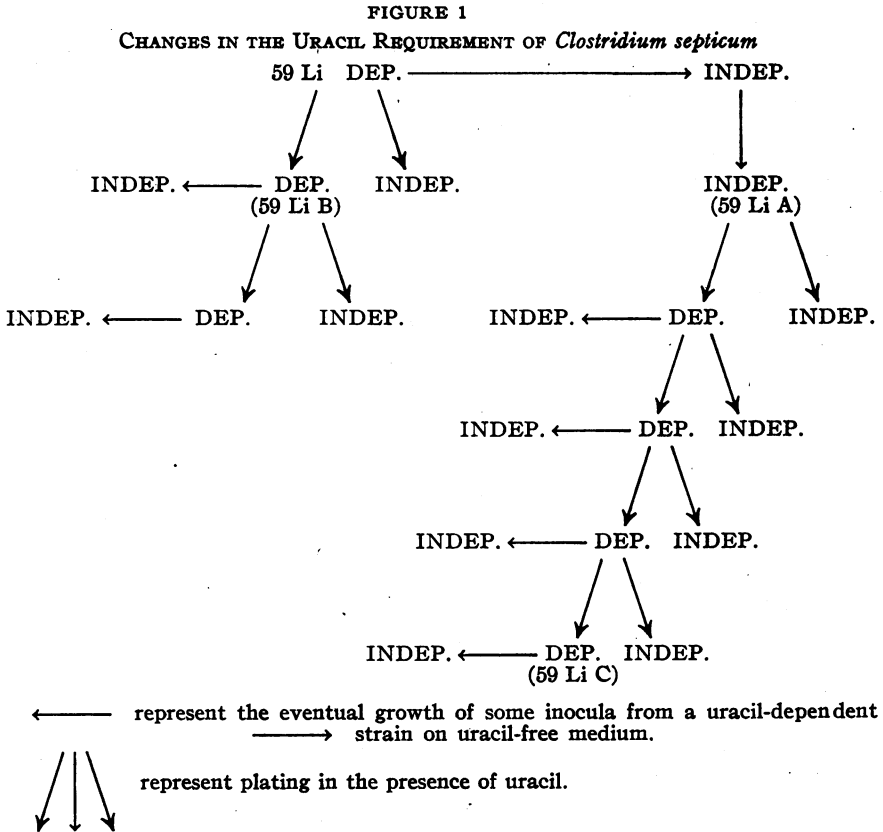 FIGURE 1
CHANGES IN THE URACIL REQUIREMENT OF Clostridium septicum
59 Li DEP. INDEP.
INDEP. DEP. INDEP. INDEP.
(59 Li B) (59 Li A)
INDEP. DEP. INDEP. INDEP. DEP. INDEP.
INDEP. DEP. INDEP.
INDEP. DEP. INDEP.
INDEP. DEP. INDEP.
(59 Li C)
represent the eventual growth of some inocula from a uracil-dependent
strain on uracil-free medium.
represent plating in the presence of uracil.